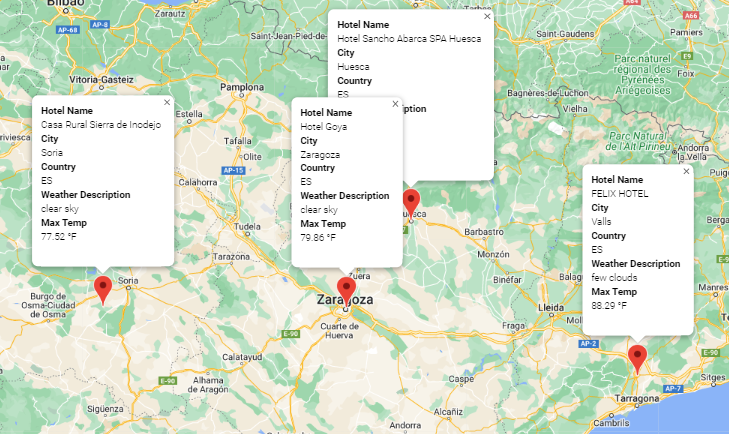 Hotel Name
Hotel Sancho Abarca SPA Huesca
City
Huesca
Country
ES
Hotel Name
Casa Rural Sierra de Inodejo
City
Soria
Country
ES
Weather Description
clear sky
Max Temp
77.52 °F
Hotel Name
Hotel Goya
City
Zaragoza
Country
ES
Weather Description
clear sky
Max Temp
79.86 °F
Hotel Name
FELIX HOTEL
City
Valls
Country
ES
Weather Description
few clouds
Max Temp
88.29 °F
Bilbao
Zarautz
AP-8
AP-68
Saint-Jean-Pied-de-
Tarbes
Saint-Gaudens
A64
A66
Pamiers
Parc naturel
régional des
Pyrénées
Ariégeoises
Foix
Bagnères-de-Luchon
Vielha
Parc Natural
de l'Alt Pirineu
Andorra
la Vella
Vitoria-Gasteiz
Pamplona
Estella
Tafalla
Olite
AP-15
Calahorra
Tudela
Tarazona
Barbastro
Monzón
Binéfar
Soria
Burgo de
Osma-Ciudad
de Osma
Zuera
Zaragoza
Cuarte de
Huerva
E-90
Fraga
Lleida
AP-2
E-90
Calatayud
Alhama
de Aragón
E-90
Sigüenza
Caspe
Alcañiz
Andorra
Tarragona
AP-7
Sitges
Cambrils